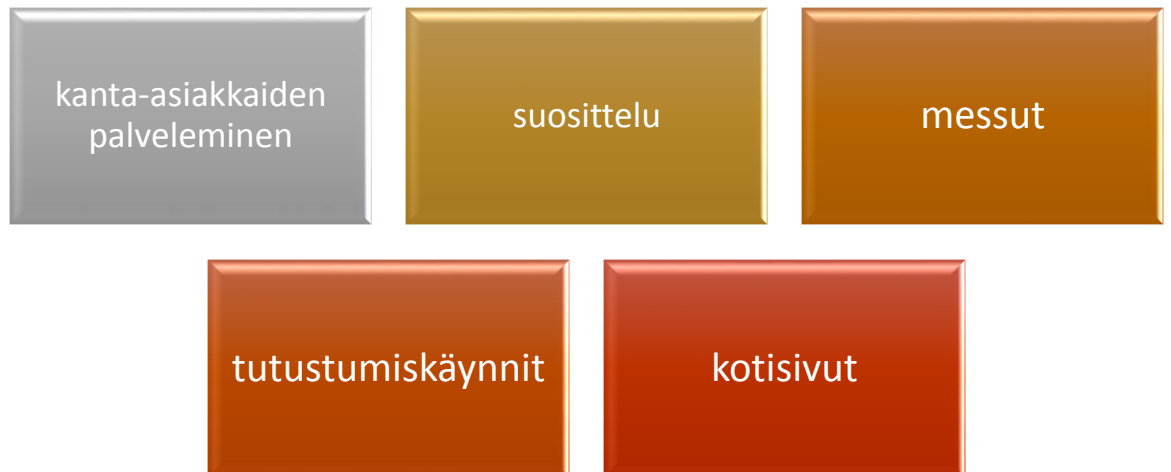 kanta-asiakkaiden
palveleminen
suosittelu
messut
tutustumiskäynnit
kotisivut